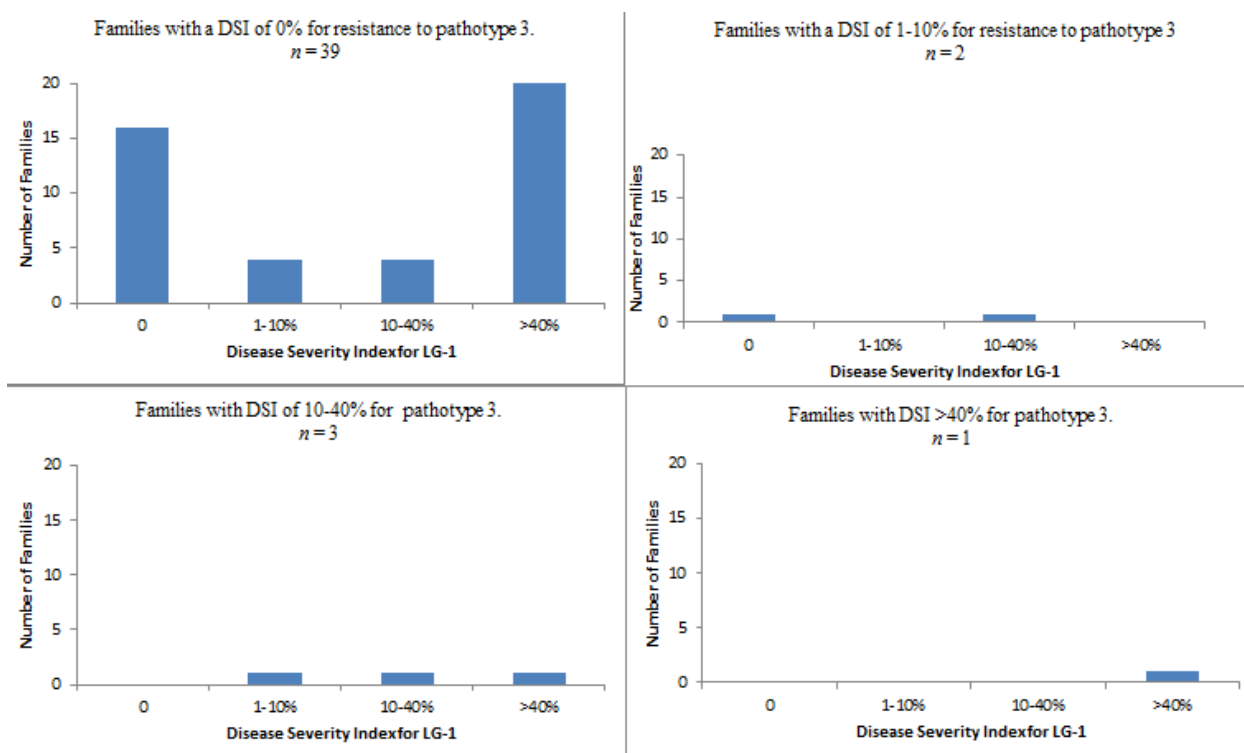 Families with a DSI of 0% for resistance to pathotype 3.
n = 39
Number of Families
20
15
10
5
0
0 1-10% 10-40% >40%
Disease Severity Indexfor LG-1
Families with a DSI of 1-10% for resistance to pathotype 3
n = 2
Number of Families
20
15
10
5
0
0 1-10% 10-40% >40%
Disease Severity Indexfor LG-1
Families with DSI of 10-40% for pathotype 3.
n = 3
Number of Families
20
15
10
5
0
0 1-10% 10-40% >40%
Disease Severity Indexfor LG-1
Families with DSI >40% for pathotype 3.
n = 1
Number of Families
20
15
10
5
0
0 1-10% 10-40% >40%
Disease Severity Indexfor LG-1